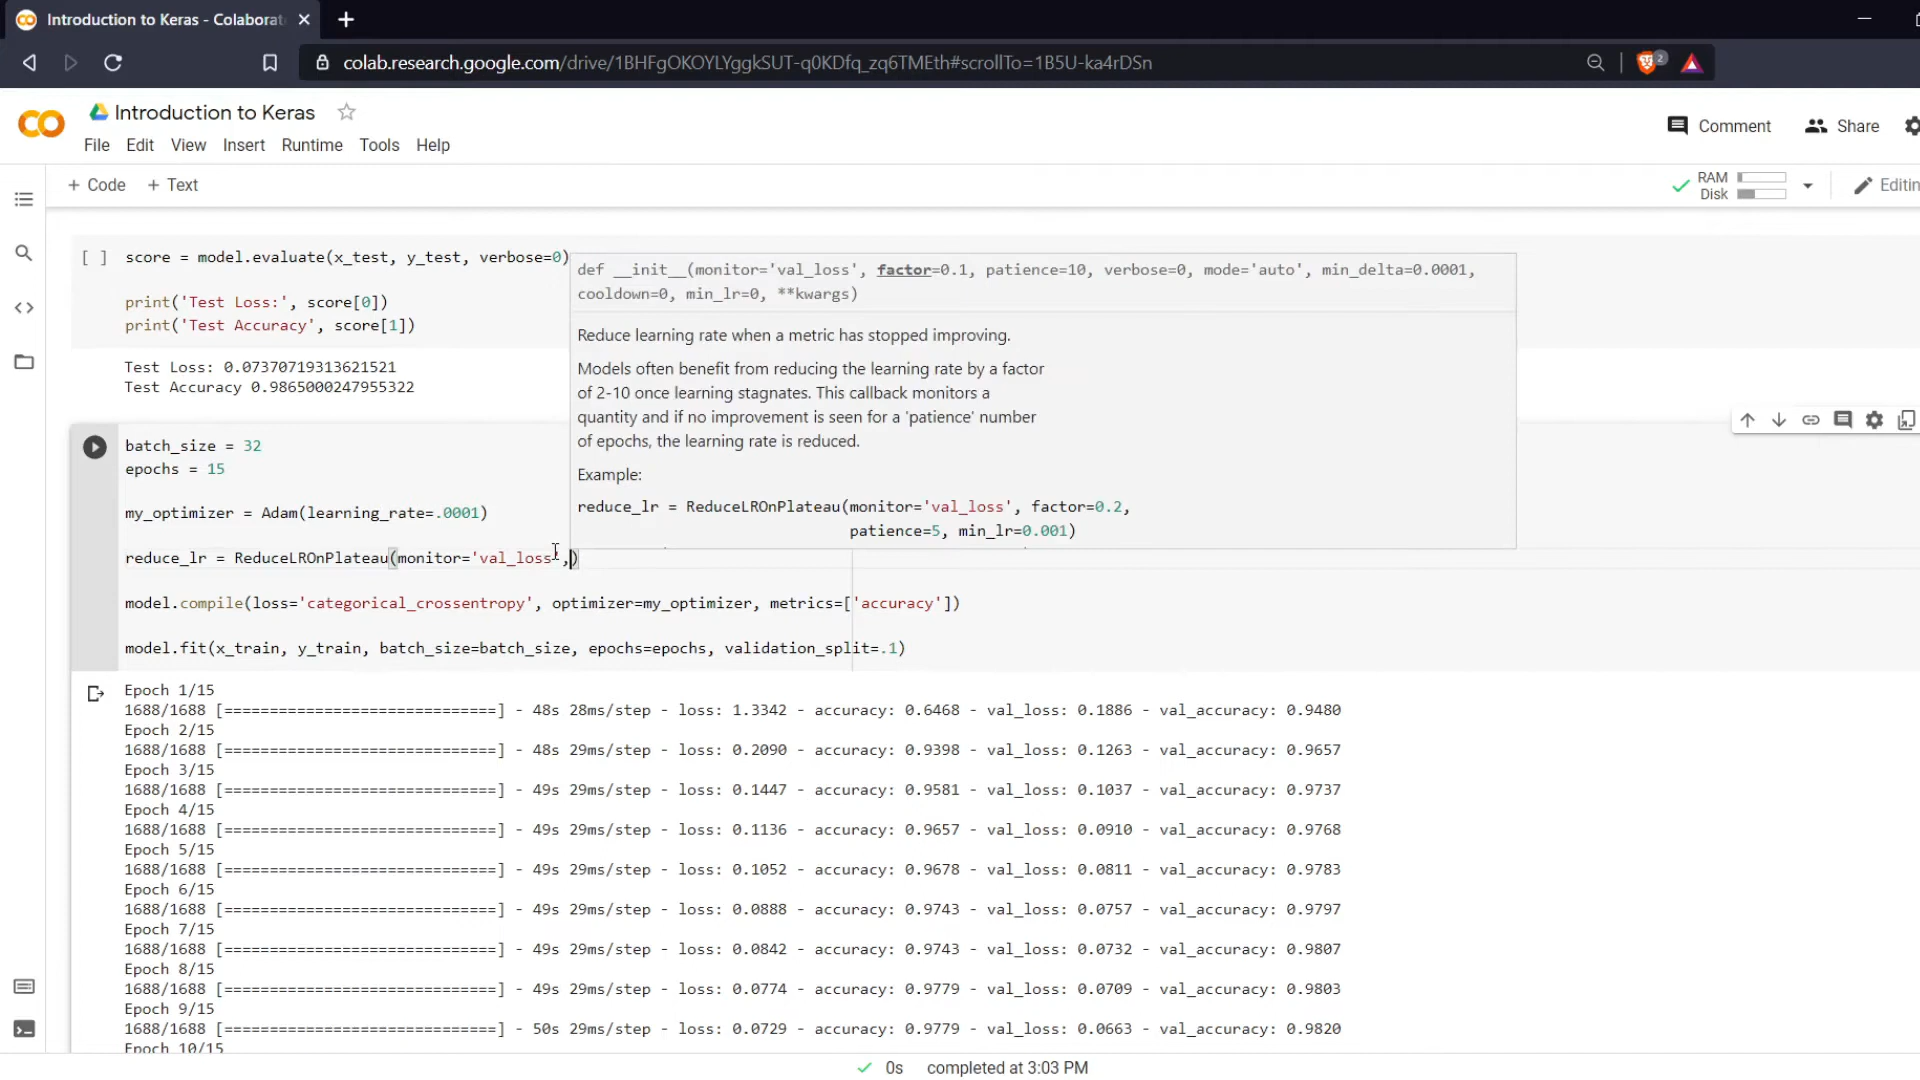 Introduction to Keras - Colaborat
colab.research.google.com/drive/1BHFgOKOYLYggkSUT-q0KDfq_zq6TMEth#scrollTo=1B5U-ka4rDSn
2
Introduction to Keras
Comment
Share
File Edit View Insert Runtime Tools Help
+ Code + Text
RAM
Disk
Editin
[ ] score = model.evaluate(x_test, y_test, verbose=0)
print('Test Loss:', score[0])
print('Test Accuracy', score[1])
Test Loss: 0.07370719313621521
Test Accuracy 0.9865000247955322
def __init__(monitor='val_loss', factor=0.1, patience=10, verbose=0, mode='auto', min_delta=0.0001,
cooldown=0, min_lr=0, **kwargs)
Reduce learning rate when a metric has stopped improving.
Models often benefit from reducing the learning rate by a factor
of 2-10 once learning stagnates. This callback monitors a
quantity and if no improvement is seen for a 'patience' number
of epochs, the learning rate is reduced.
Example:
reduce_lr = ReduceLROnPlateau(monitor='val_loss', factor=0.2,
patience=5, min_lr=0.001)
batch_size = 32
epochs = 15
my_optimizer = Adam(learning_rate=.0001)
reduce_lr = ReduceLROnPlateau(monitor='val_loss',)
model.compile(loss='categorical_crossentropy', optimizer=my_optimizer, metrics=['accuracy'])
model.fit(x_train, y_train, batch_size=batch_size, epochs=epochs, validation_split=.1)
Epoch 1/15
1688/1688 [==============================] - 48s 28ms/step - loss: 1.3342 - accuracy: 0.6468 - val_loss: 0.1886 - val_accuracy: 0.9480
Epoch 2/15
1688/1688 [==============================] - 48s 29ms/step - loss: 0.2090 - accuracy: 0.9398 - val_loss: 0.1263 - val_accuracy: 0.9657
Epoch 3/15
1688/1688 [==============================] - 49s 29ms/step - loss: 0.1447 - accuracy: 0.9581 - val_loss: 0.1037 - val_accuracy: 0.9737
Epoch 4/15
1688/1688 [==============================] - 49s 29ms/step - loss: 0.1136 - accuracy: 0.9657 - val_loss: 0.0910 - val_accuracy: 0.9768
Epoch 5/15
1688/1688 [==============================] - 49s 29ms/step - loss: 0.1052 - accuracy: 0.9678 - val_loss: 0.0811 - val_accuracy: 0.9783
Epoch 6/15
1688/1688 [==============================] - 49s 29ms/step - loss: 0.0888 - accuracy: 0.9743 - val_loss: 0.0757 - val_accuracy: 0.9797
Epoch 7/15
1688/1688 [==============================] - 49s 29ms/step - loss: 0.0842 - accuracy: 0.9743 - val_loss: 0.0732 - val_accuracy: 0.9807
Epoch 8/15
1688/1688 [==============================] - 49s 29ms/step - loss: 0.0774 - accuracy: 0.9779 - val_loss: 0.0709 - val_accuracy: 0.9803
Epoch 9/15
1688/1688 [==============================] - 50s 29ms/step - loss: 0.0729 - accuracy: 0.9779 - val_loss: 0.0663 - val_accuracy: 0.9820
Epoch 10/15
0s completed at 3:03 PM